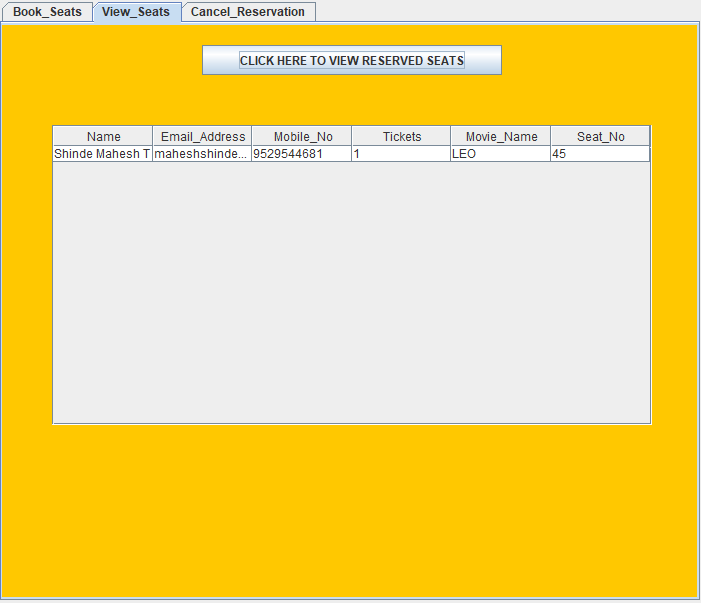 Book_Seats View_Seats Cancel_Reservation
CLICK HERE TO VIEW RESERVED SEATS
Name Email_Address Mobile_No Tickets Movie_Name Seat_No
Shinde Mahesh T maheshshinde... 9529544681 1 LEO 45